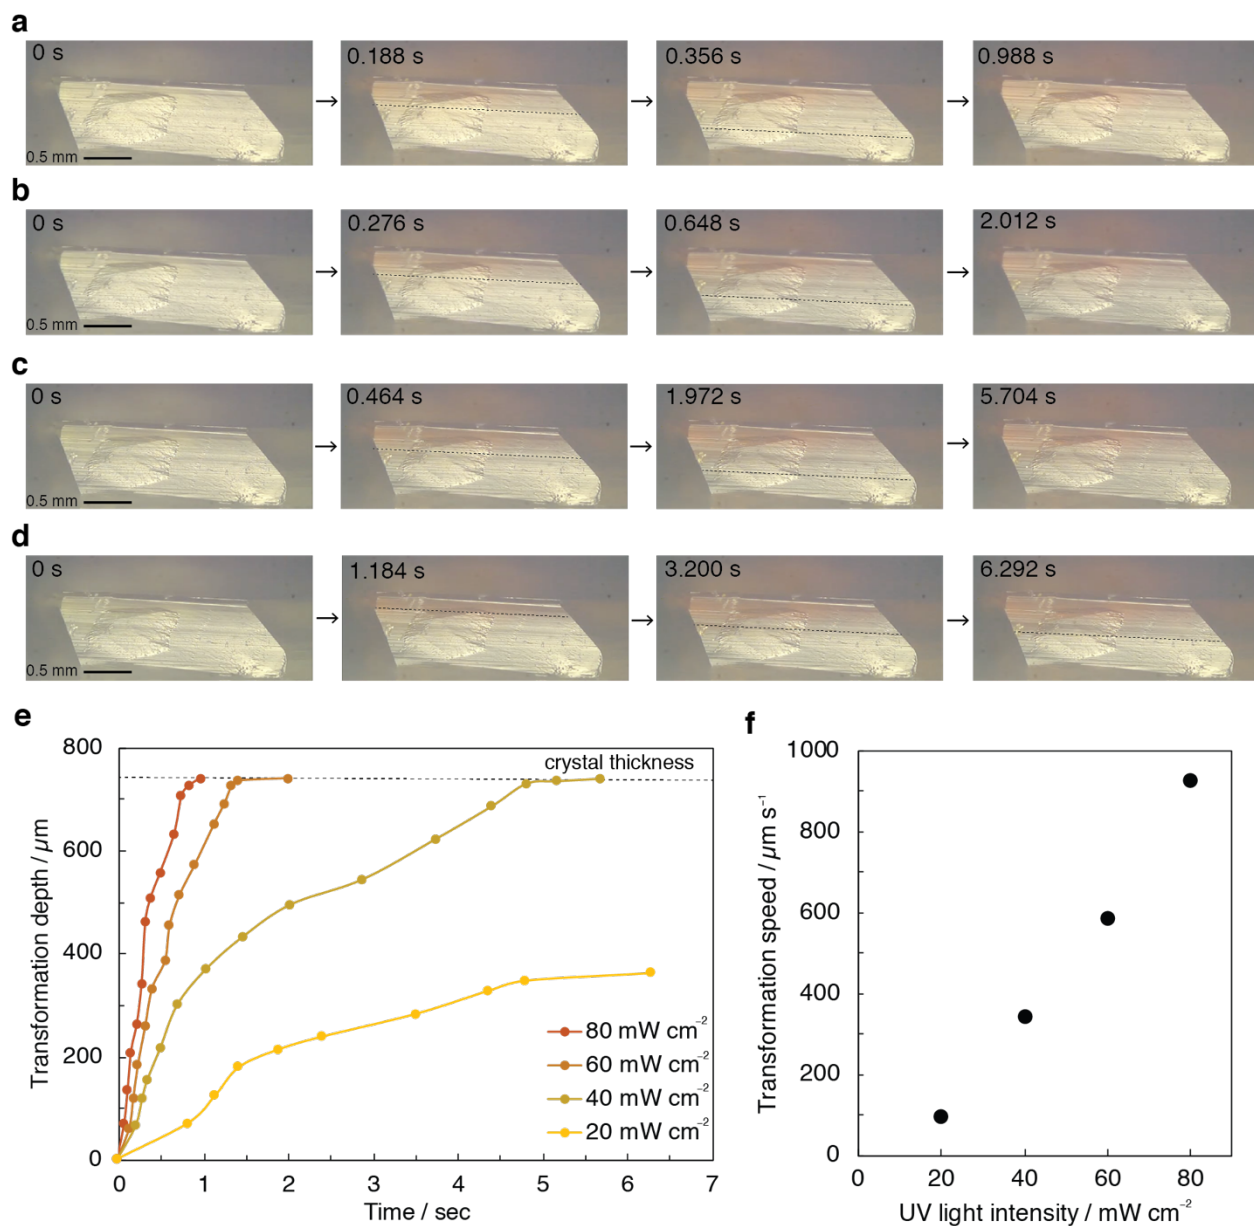 a
0 s
0.188 s
0.356 s
0.988 s
0.5 mm
b
0 s
0.276 s
0.648 s
2.012 s
0.5 mm
c
0 s
0.464 s
1.972 s
5.704 s
0.5 mm
d
0 s
1.184 s
3.200 s
6.292 s
0.5 mm
e
800
600
400
200
0
Transformation depth / μm
crystal thickness
80 mW cm⁻²
60 mW cm⁻²
40 mW cm⁻²
20 mW cm⁻²
0 1 2 3 4 5 6 7
Time / sec
f
1000
800
600
400
200
0
Transformation speed / μm s⁻¹
0 20 40 60 80
UV light intensity / mW cm⁻²